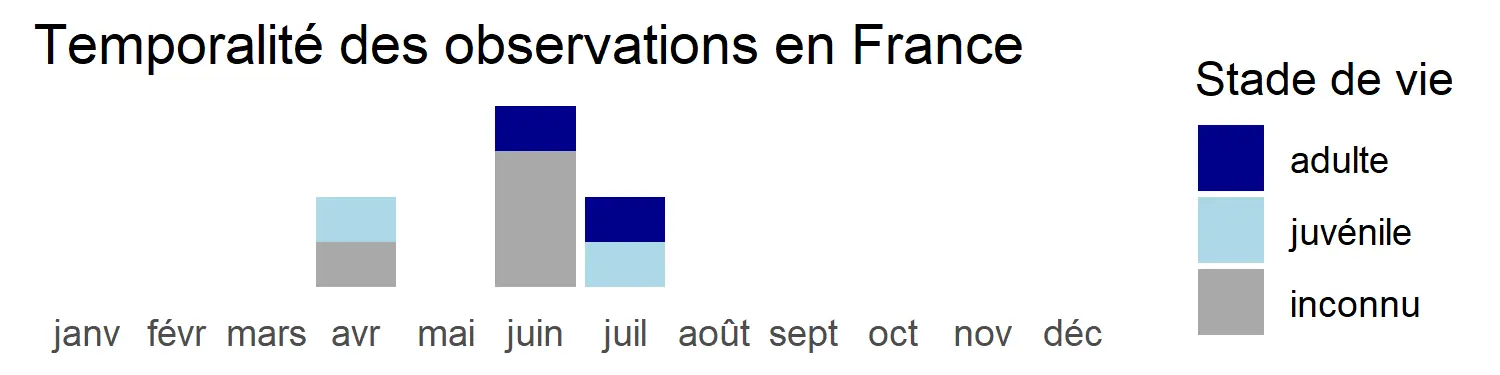 Temporalité des observations en France
Stade de vie
adulte
juvénile
inconnu
janv févr mars avr mai juin juil août sept oct nov déc